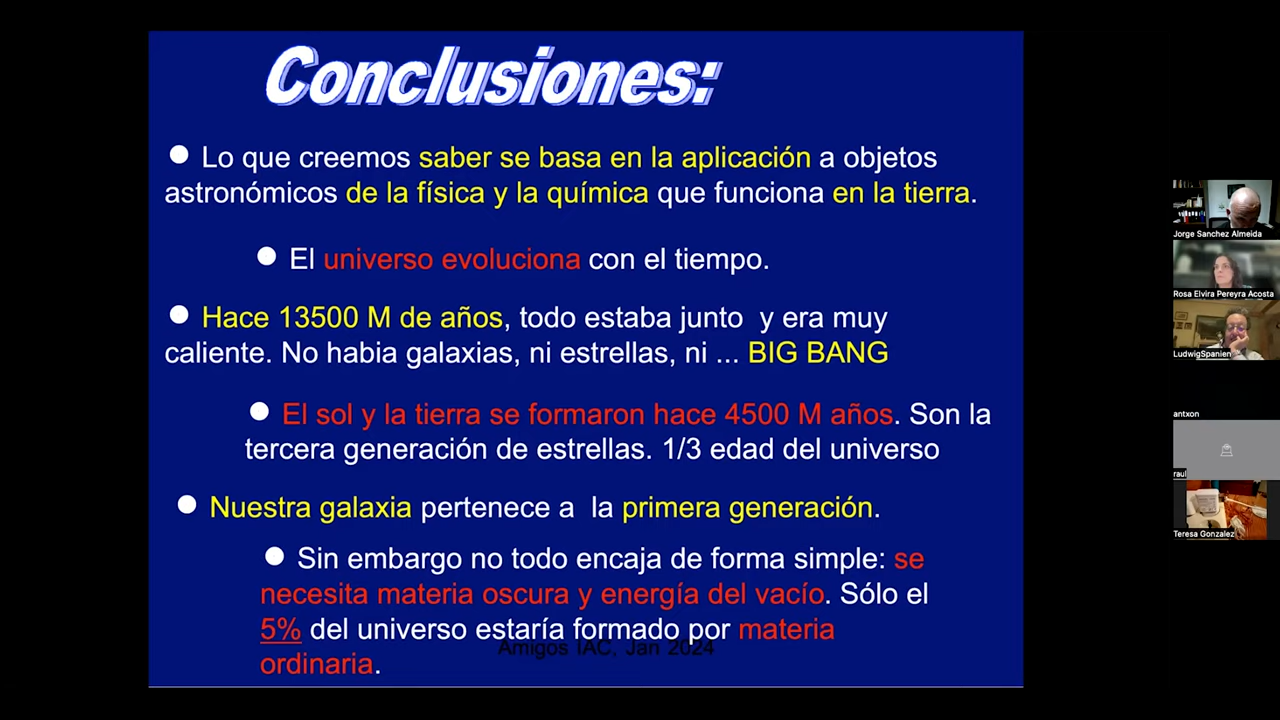 Conclusiones:
● Lo que creemos saber se basa en la aplicación a objetos
astronómicos de la física y la química que funciona en la tierra.
● El universo evoluciona con el tiempo.
● Hace 13500 M de años, todo estaba junto y era muy
caliente. No habia galaxias, ni estrellas, ni ... BIG BANG
● El sol y la tierra se formaron hace 4500 M años. Son la
tercera generación de estrellas. 1/3 edad del universo
● Nuestra galaxia pertenece a la primera generación.
● Sin embargo no todo encaja de forma simple: se
necesita materia oscura y energía del vacío. Sólo el
5% del universo estaría formado por materia
ordinaria.
Amigos IAC, Jan 2024
Jorge Sanchez Almeida
Rosa Elvira Pereyra Acosta
LudwigSpanien
antxon
raul
Teresa Gonzalez